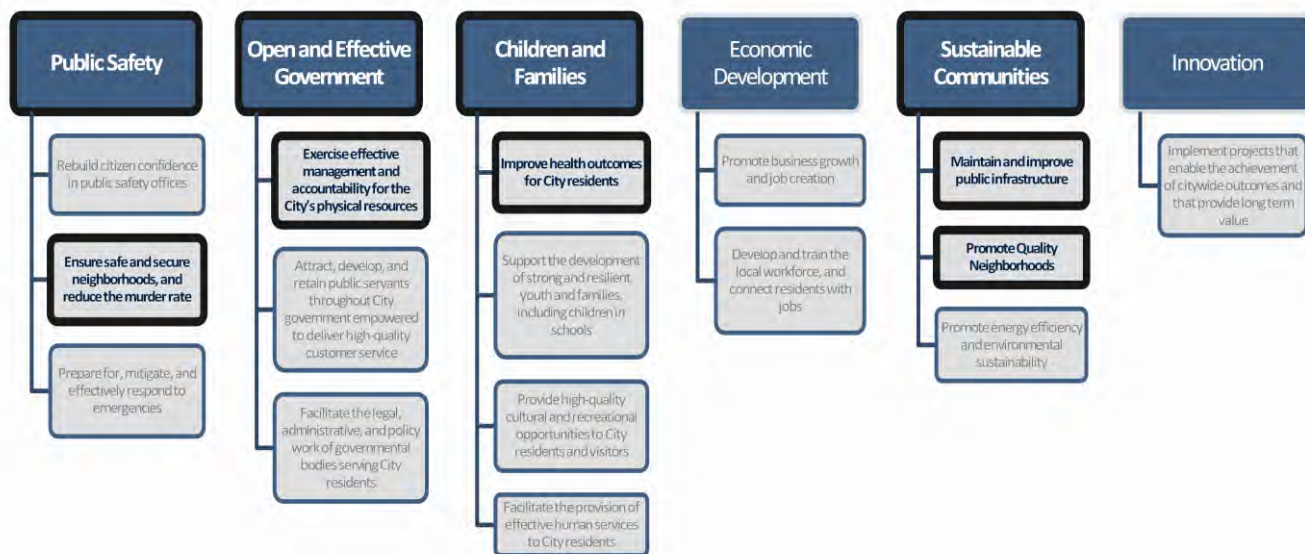 Public Safety
Rebuild citizen confidence
in public safety offices
Ensure safe and secure
neighborhoods, and
reduce the murder rate
Prepare for, mitigate, and
effectively respond to
emergencies
Open and Effective
Government
Exercise effective
management and
accountability for the
City's physical resources
Attract, develop, and
retain public servants
throughout City
government empowered
to deliver high-quality
customer service
Facilitate the legal,
administrative, and policy
work of governmental
bodies serving City
residents
Children and
Families
Improve health outcomes
for City residents
Support the development
of strong and resilient
youth and families,
including children in
schools
Provide high-quality
cultural and recreational
opportunities to City
residents and visitors
Facilitate the provision of
effective human services
to City residents
Economic
Development
Promote business growth
and job creation
Develop and train the
local workforce, and
connect residents with
jobs
Sustainable
Communities
Maintain and improve
public infrastructure
Promote Quality
Neighborhoods
Promote energy efficiency
and environmental
sustainability
Innovation
Implement projects that
enable the achievement
of citywide outcomes and
that provide long term
value